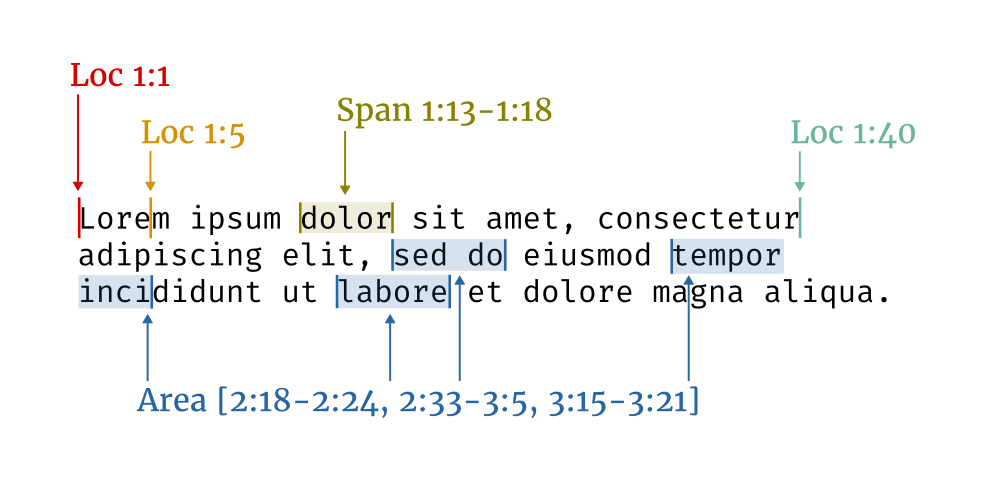 Loc 1:1
Span 1:13-1:18
Loc 1:5
Loc 1:40
Lorem ipsum dolor sit amet, consectetur
adipiscing elit, sed do eiusmod tempor
incididunt ut labore et dolore magna aliqua.
Area [2:18-2:24, 2:33-3:5, 3:15-3:21]